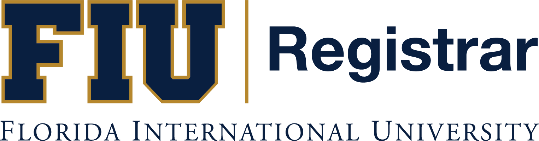 FIU Registrar
FLORIDA INTERNATIONAL UNIVERSITY